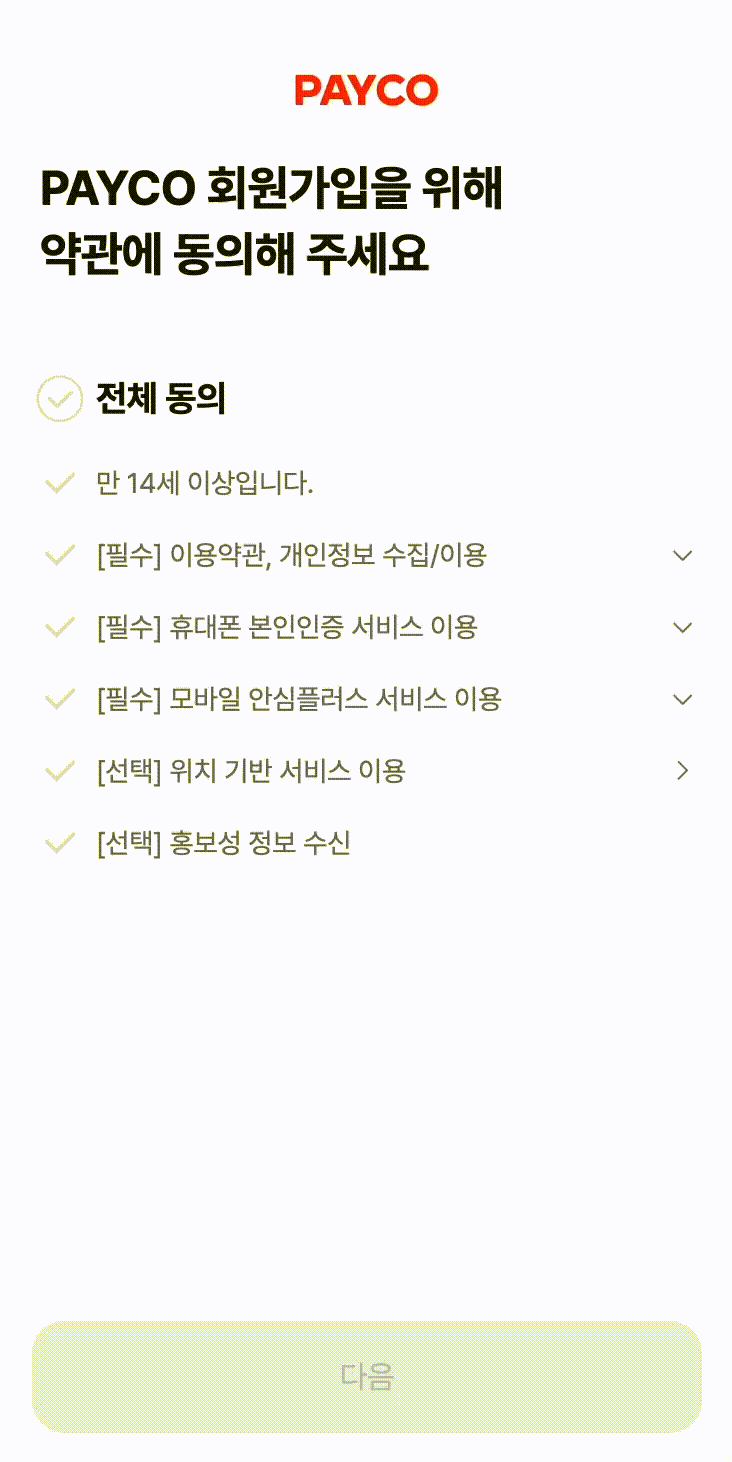 PAYCO
PAYCO 회원가입을 위해
약관에 동의해 주세요
전체 동의
만 14세 이상입니다.
[필수] 이용약관, 개인정보 수집/이용
[필수] 휴대폰 본인인증 서비스 이용
[필수] 모바일 안심플러스 서비스 이용
[선택] 위치 기반 서비스 이용
[선택] 홍보성 정보 수신
다음